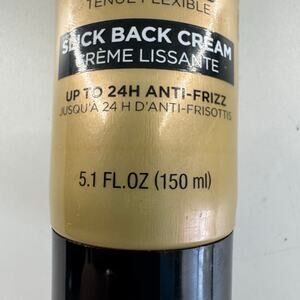 TENUE FLEXIBLE
SLICK BACK CREAM
CRÈME LISSANTE
UP TO 24H ANTI-FRIZZ
JUSQU'À 24 H D'ANTI-FRISOTTIS
5.1 FL.OZ (150 ml)